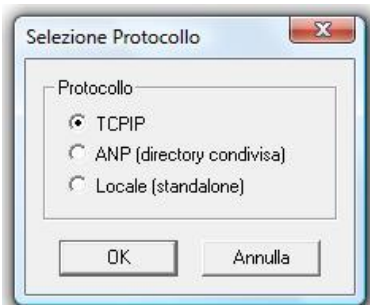 Selezione Protocollo
Protocollo
TCPIP
ANP (directory condivisa)
Locale (standalone)
OK
Annulla